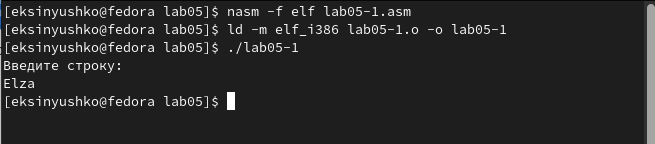 [eksinyushko@fedora lab05]$ nasm -f elf lab05-1.asm
[eksinyushko@fedora lab05]$ ld -m elf_i386 lab05-1.o -o lab05-1
[eksinyushko@fedora lab05]$ ./lab05-1
Введите строку:
Elza
[eksinyushko@fedora lab05]$